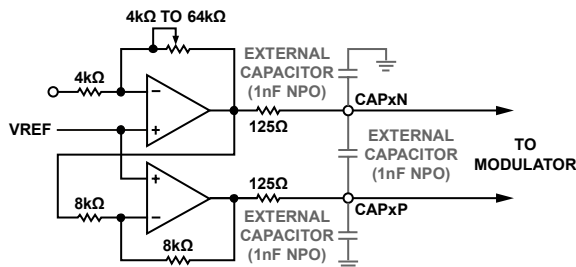 4kΩ TO 64kΩ
EXTERNAL
CAPACITOR
(1nF NPO)
4kΩ
CAPxN
VREF
125Ω
EXTERNAL
CAPACITOR
(1nF NPO)
TO
MODULATOR
125Ω
8kΩ
CAPxP
8kΩ
EXTERNAL
CAPACITOR
(1nF NPO)